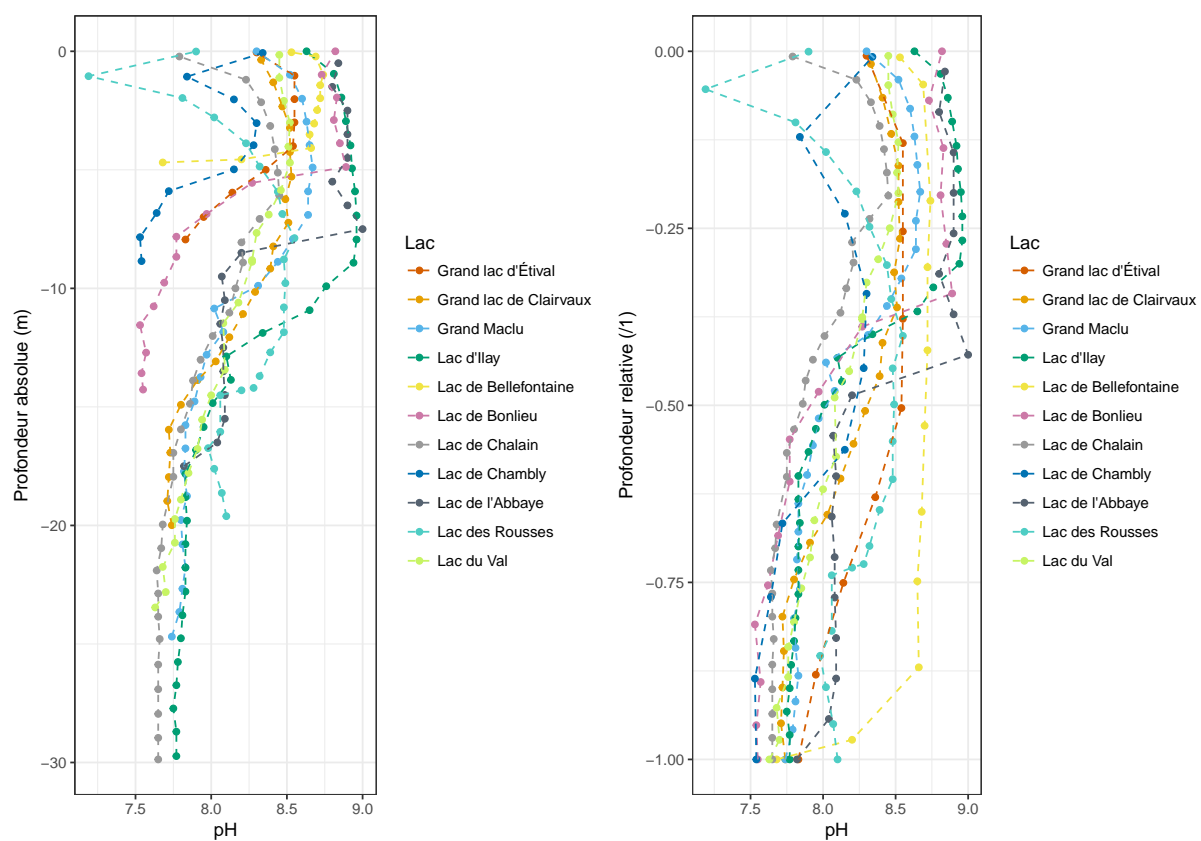 0
−10
−20
−30
7.5
8.0
8.5
9.0
pH
Profondeur absolue (m)
Lac
Grand lac d'Étival
Grand lac de Clairvaux
Grand Maclu
Lac d'Ilay
Lac de Bellefontaine
Lac de Bonlieu
Lac de Chalain
Lac de Chambly
Lac de l'Abbaye
Lac des Rousses
Lac du Val
0.00
−0.25
−0.50
−0.75
−1.00
7.5
8.0
8.5
9.0
pH
Profondeur relative (/1)
Lac
Grand lac d'Étival
Grand lac de Clairvaux
Grand Maclu
Lac d'Ilay
Lac de Bellefontaine
Lac de Bonlieu
Lac de Chalain
Lac de Chambly
Lac de l'Abbaye
Lac des Rousses
Lac du Val